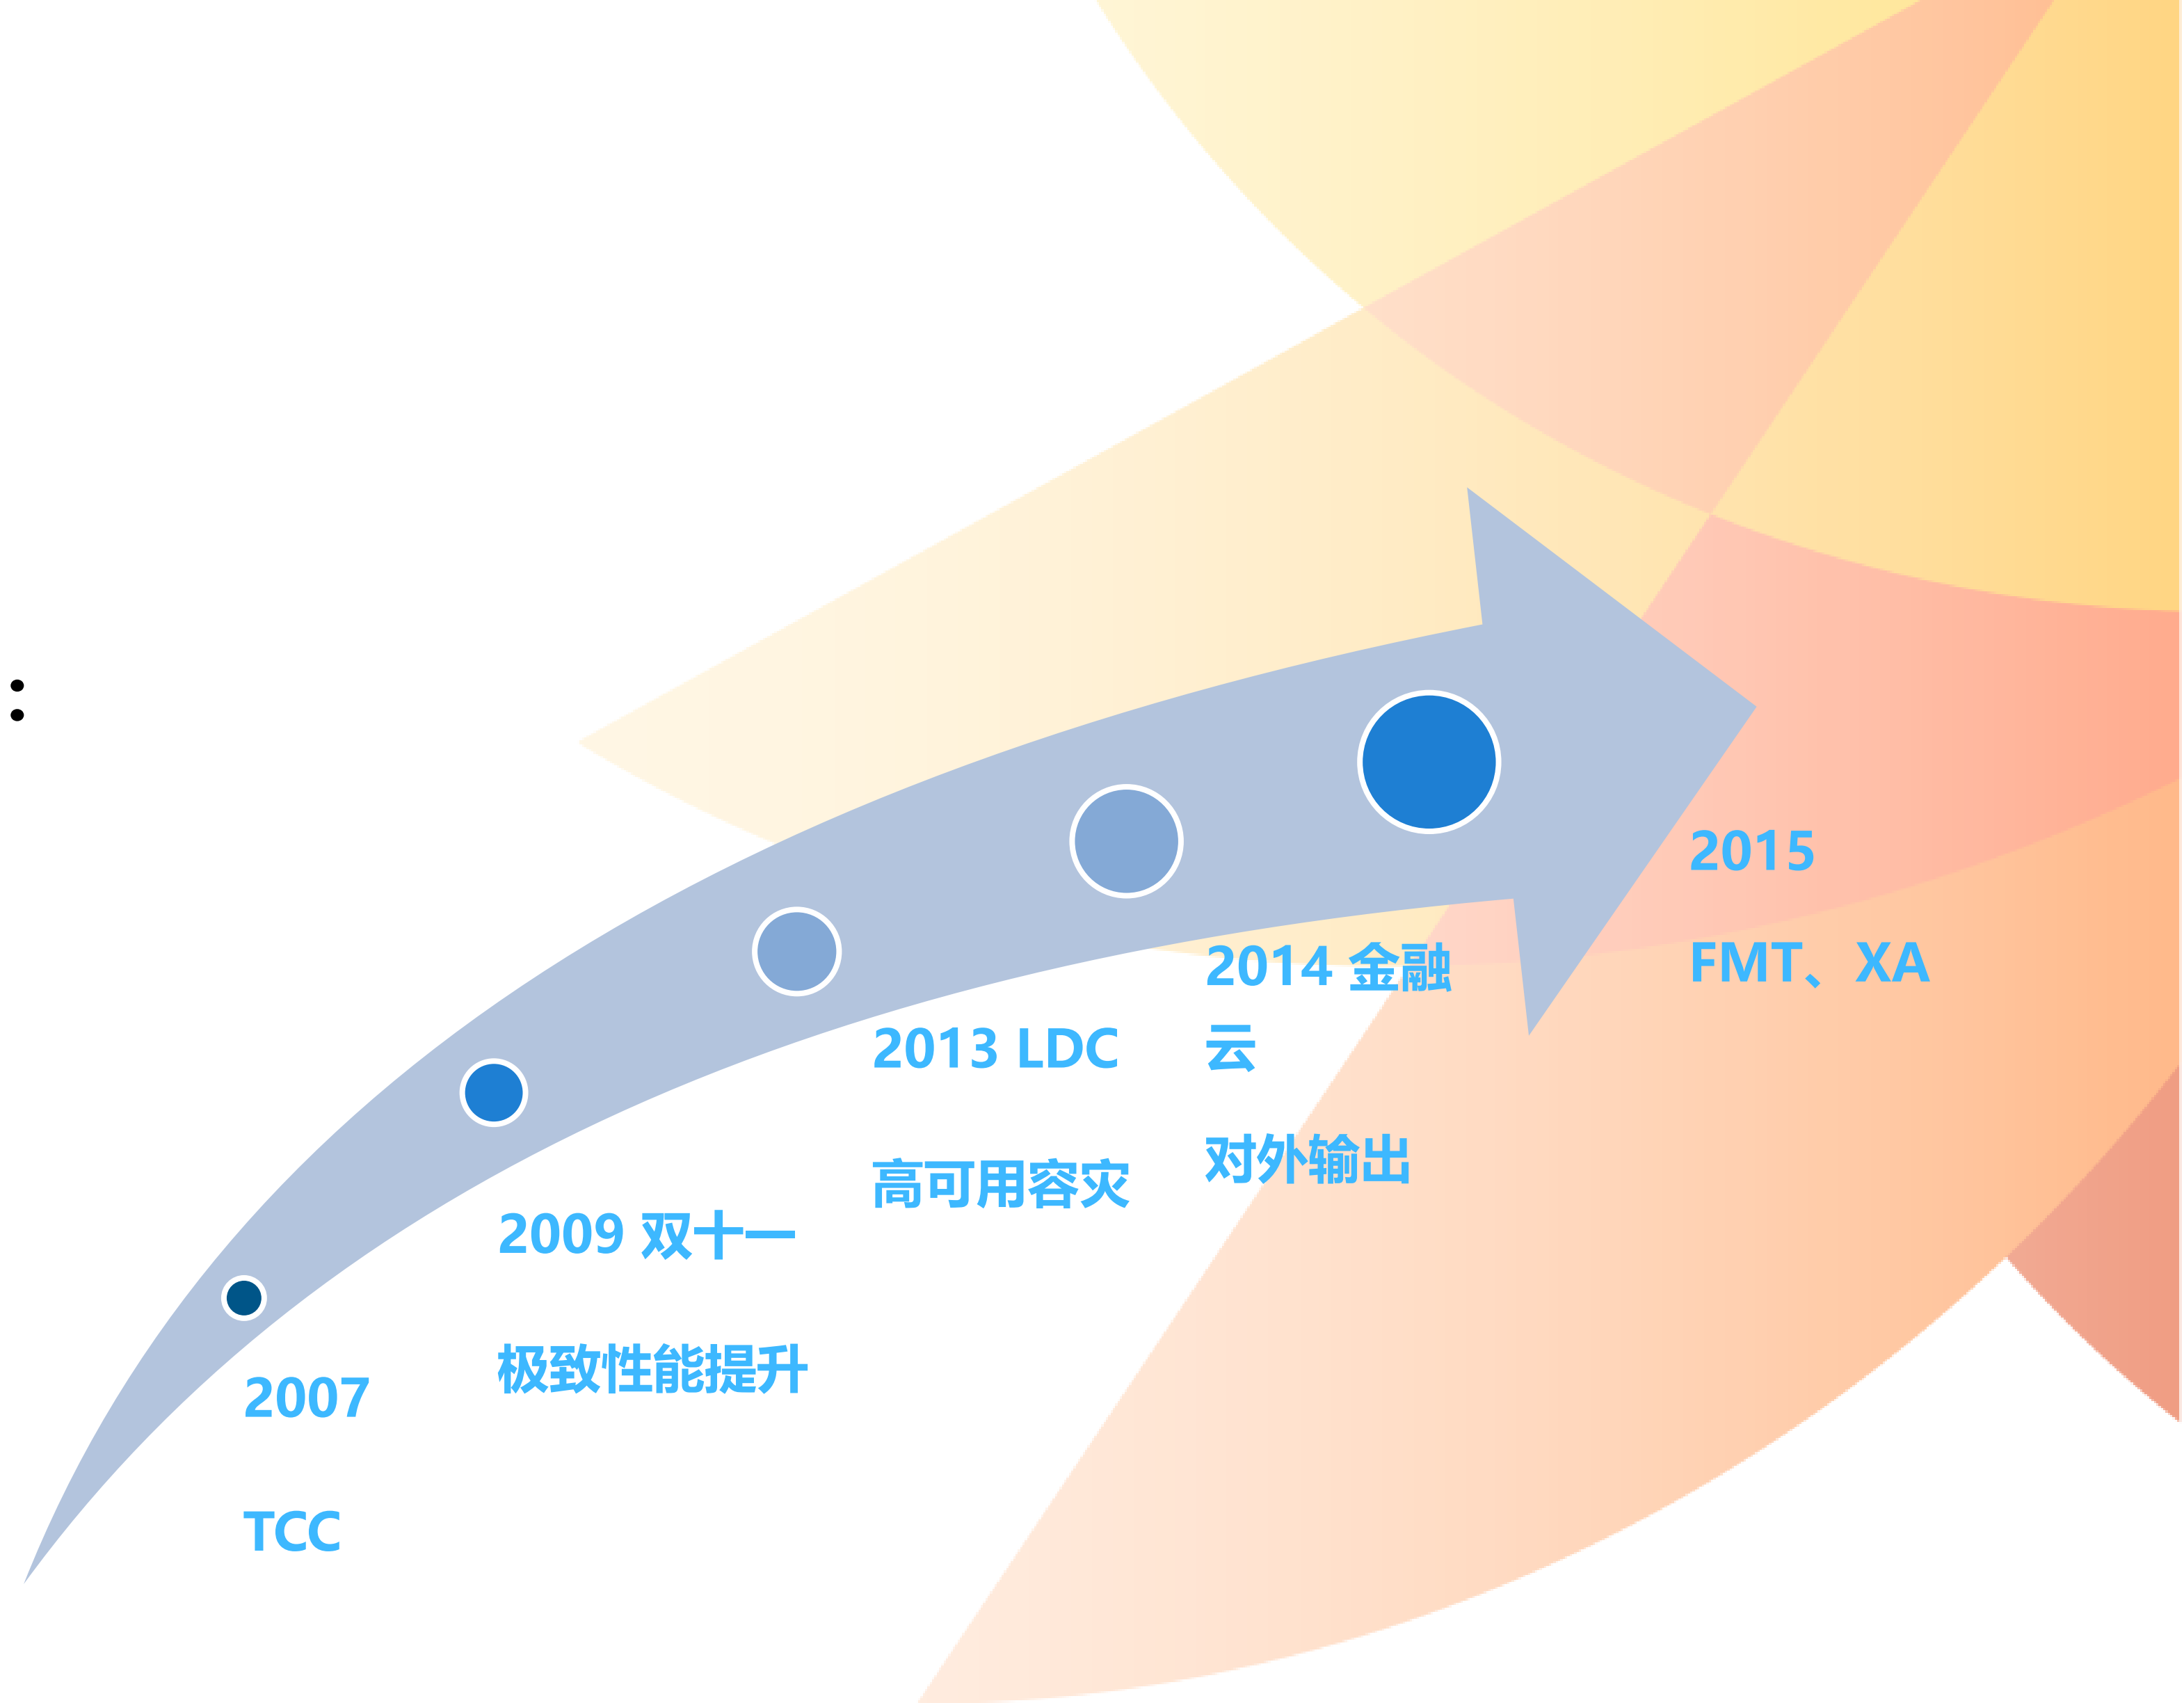 2007
TCC
2009 双十一
极致性能提升
2013 LDC
高可用容灾
2014 金融
云
对外输出
2015
FMT、XA